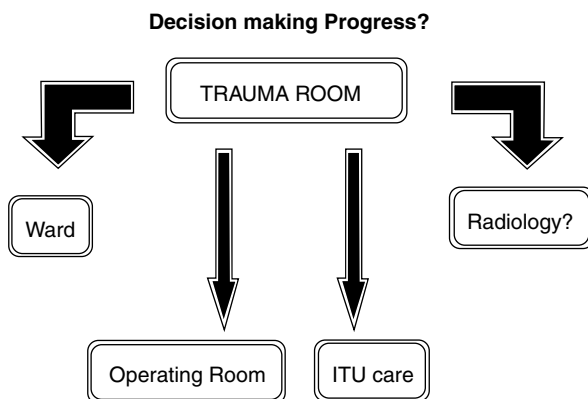 Decision making Progress?
TRAUMA ROOM
Ward
Radiology?
Operating Room
ITU care